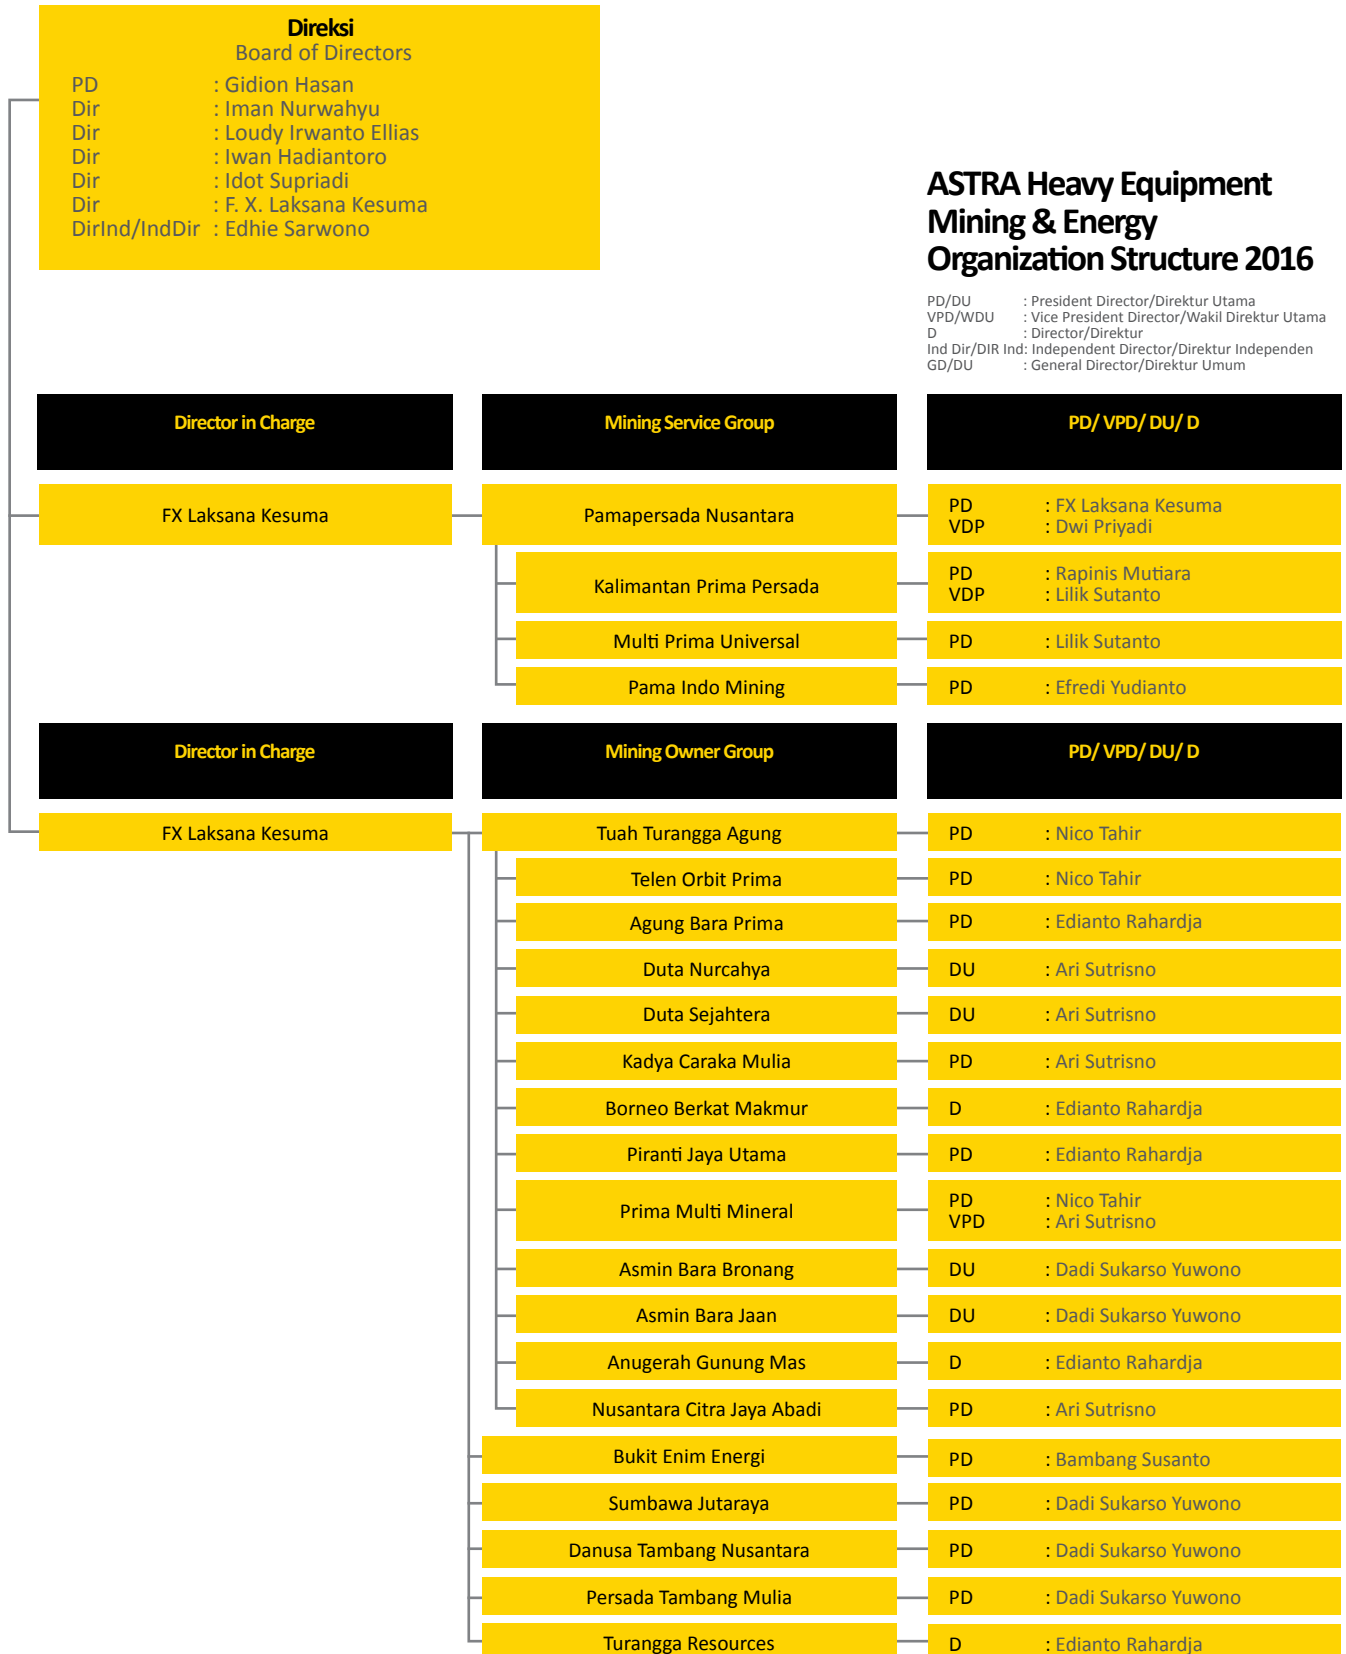 Direksi
Board of Directors
PD : Gidion Hasan
Dir : Iman Nurwahyu
Dir : Loudy Irwanto Ellias
Dir : Iwan Hadiantoro
Dir : Idot Supriadi
Dir : F. X. Laksana Kesuma
DirInd/IndDir : Edhie Sarwono
ASTRA Heavy Equipment
Mining & Energy
Organization Structure 2016
PD/DU : President Director/Direktur Utama
VPD/WDU : Vice President Director/Wakil Direktur Utama
D : Director/Direktur
Ind Dir/DIR Ind: Independent Director/Direktur Independen
GD/DU : General Director/Direktur Umum
Director in Charge
Mining Service Group
PD/ VPD/ DU/ D
FX Laksana Kesuma
Pamapersada Nusantara
PD : FX Laksana Kesuma
VDP : Dwi Priyadi
Kalimantan Prima Persada
PD : Rapinis Mutiara
VDP : Lilik Sutanto
Multi Prima Universal
PD : Lilik Sutanto
Pama Indo Mining
PD : Efredi Yudianto
Director in Charge
Mining Owner Group
PD/ VPD/ DU/ D
FX Laksana Kesuma
Tuah Turangga Agung
PD : Nico Tahir
Telen Orbit Prima
PD : Nico Tahir
Agung Bara Prima
PD : Edianto Rahardja
Duta Nurcahya
DU : Ari Sutrisno
Duta Sejahtera
DU : Ari Sutrisno
Kadya Caraka Mulia
PD : Ari Sutrisno
Borneo Berkat Makmur
D : Edianto Rahardja
Piranti Jaya Utama
PD : Edianto Rahardja
Prima Multi Mineral
PD : Nico Tahir
VPD : Ari Sutrisno
Asmin Bara Bronang
DU : Dadi Sukarso Yuwono
Asmin Bara Jaan
DU : Dadi Sukarso Yuwono
Anugerah Gunung Mas
D : Edianto Rahardja
Nusantara Citra Jaya Abadi
PD : Ari Sutrisno
Bukit Enim Energi
PD : Bambang Susanto
Sumbawa Jutaraya
PD : Dadi Sukarso Yuwono
Danusa Tambang Nusantara
PD : Dadi Sukarso Yuwono
Persada Tambang Mulia
PD : Dadi Sukarso Yuwono
Turangga Resources
D : Edianto Rahardja